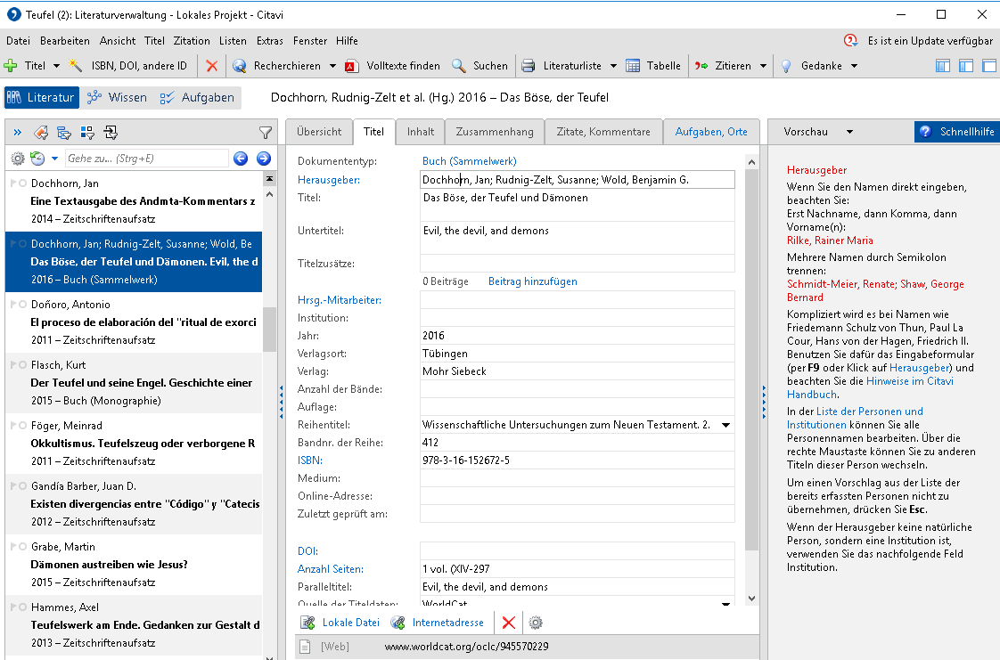 Teufel (2): Literaturverwaltung - Lokales Projekt - Citavi
Datei Bearbeiten Ansicht Titel Zitation Listen Extras Fenster Hilfe
Es ist ein Update verfügbar
Titel ISBN, DOI, andere ID Recherchieren Volltexte finden Suchen Literaturliste Tabelle Zitieren Gedanke
Literatur Wissen Aufgaben
Dochhorn, Rudnig-Zelt et al. (Hg.) 2016 – Das Böse, der Teufel
Gehe zu... (Strg+E)
Dochhorn, Jan
Eine Textausgabe des Andmta-Kommentars z
2014 – Zeitschriftenaufsatz
Dochhorn, Jan; Rudnig-Zelt, Susanne; Wold, Be
Das Böse, der Teufel und Dämonen. Evil, the d
2016 – Buch (Sammelwerk)
Doñoro, Antonio
El proceso de elaboración del "ritual de exorci
2011 – Zeitschriftenaufsatz
Flasch, Kurt
Der Teufel und seine Engel. Geschichte einer
2015 – Buch (Monographie)
Föger, Meinrad
Okkultismus. Teufelszeug oder verborgene R
2011 – Zeitschriftenaufsatz
Gandía Barber, Juan D.
Existen divergencias entre "Código" y "Catecis
2012 – Zeitschriftenaufsatz
Grabe, Martin
Dämonen austreiben wie Jesus?
2015 – Zeitschriftenaufsatz
Hammes, Axel
Teufelswerk am Ende. Gedanken zur Gestalt d
2013 – Zeitschriftenaufsatz
Übersicht Titel Inhalt Zusammenhang Zitate, Kommentare Aufgaben, Orte
Dokumententyp: Buch (Sammelwerk)
Herausgeber: Dochhorn, Jan; Rudnig-Zelt, Susanne; Wold, Benjamin G.
Titel: Das Böse, der Teufel und Dämonen
Untertitel: Evil, the devil, and demons
Titelzusätze:
0 Beiträge Beitrag hinzufügen
Hrsg.-Mitarbeiter:
Institution:
Jahr: 2016
Verlagsort: Tübingen
Verlag: Mohr Siebeck
Anzahl der Bände:
Auflage:
Reihentitel: Wissenschaftliche Untersuchungen zum Neuen Testament. 2.
Bandnr. der Reihe: 412
ISBN: 978-3-16-152672-5
Medium:
Online-Adresse:
Zuletzt geprüft am:
DOI:
Anzahl Seiten: 1 vol. (XIV-297
Paralleltitel: Evil, the devil, and demons
Quelle der Titeldaten: WorldCat
Lokale Datei Internetadresse
[Web] www.worldcat.org/oclc/945570229
Vorschau Schnellhilfe
Herausgeber
Wenn Sie den Namen direkt eingeben,
beachten Sie:
Erst Nachname, dann Komma, dann
Vorname(n):
Rilke, Rainer Maria
Mehrere Namen durch Semikolon
trennen:
Schmidt-Meier, Renate; Shaw, George
Bernard
Kompliziert wird es bei Namen wie
Friedemann Schulz von Thun, Paul La
Cour, Hans von der Hagen, Friedrich II.
Benutzen Sie dafür das Eingabeformular
(per F9 oder Klick auf Herausgeber) und
beachten Sie die Hinweise im Citavi
Handbuch.
In der Liste der Personen und
Institutionen können Sie alle
Personennamen bearbeiten. Über die
rechte Maustaste können Sie zu anderen
Titeln dieser Person wechseln.
Um einen Vorschlag aus der Liste der
bereits erfassten Personen nicht zu
übernehmen, drücken Sie Esc.
Wenn der Herausgeber keine natürliche
Person, sondern eine Institution ist,
verwenden Sie das nachfolgende Feld
Institution.